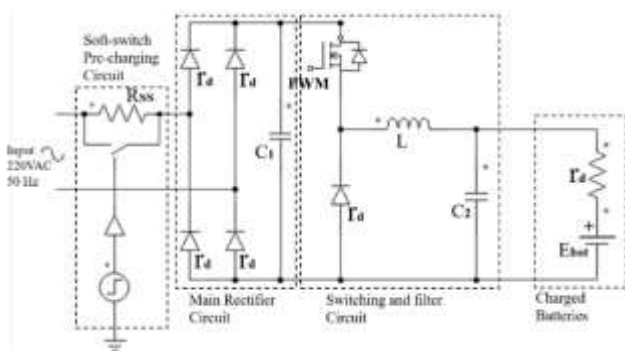 Soft-switch
Pre-charging
Circuit
Rss
Input
220VAC
50 Hz
rd
rd
rd
rd
C1
PWM
L
rd
C2
rd
Ebat
Main Rectifier
Circuit
Switching and filter
Circuit
Charged
Batteries